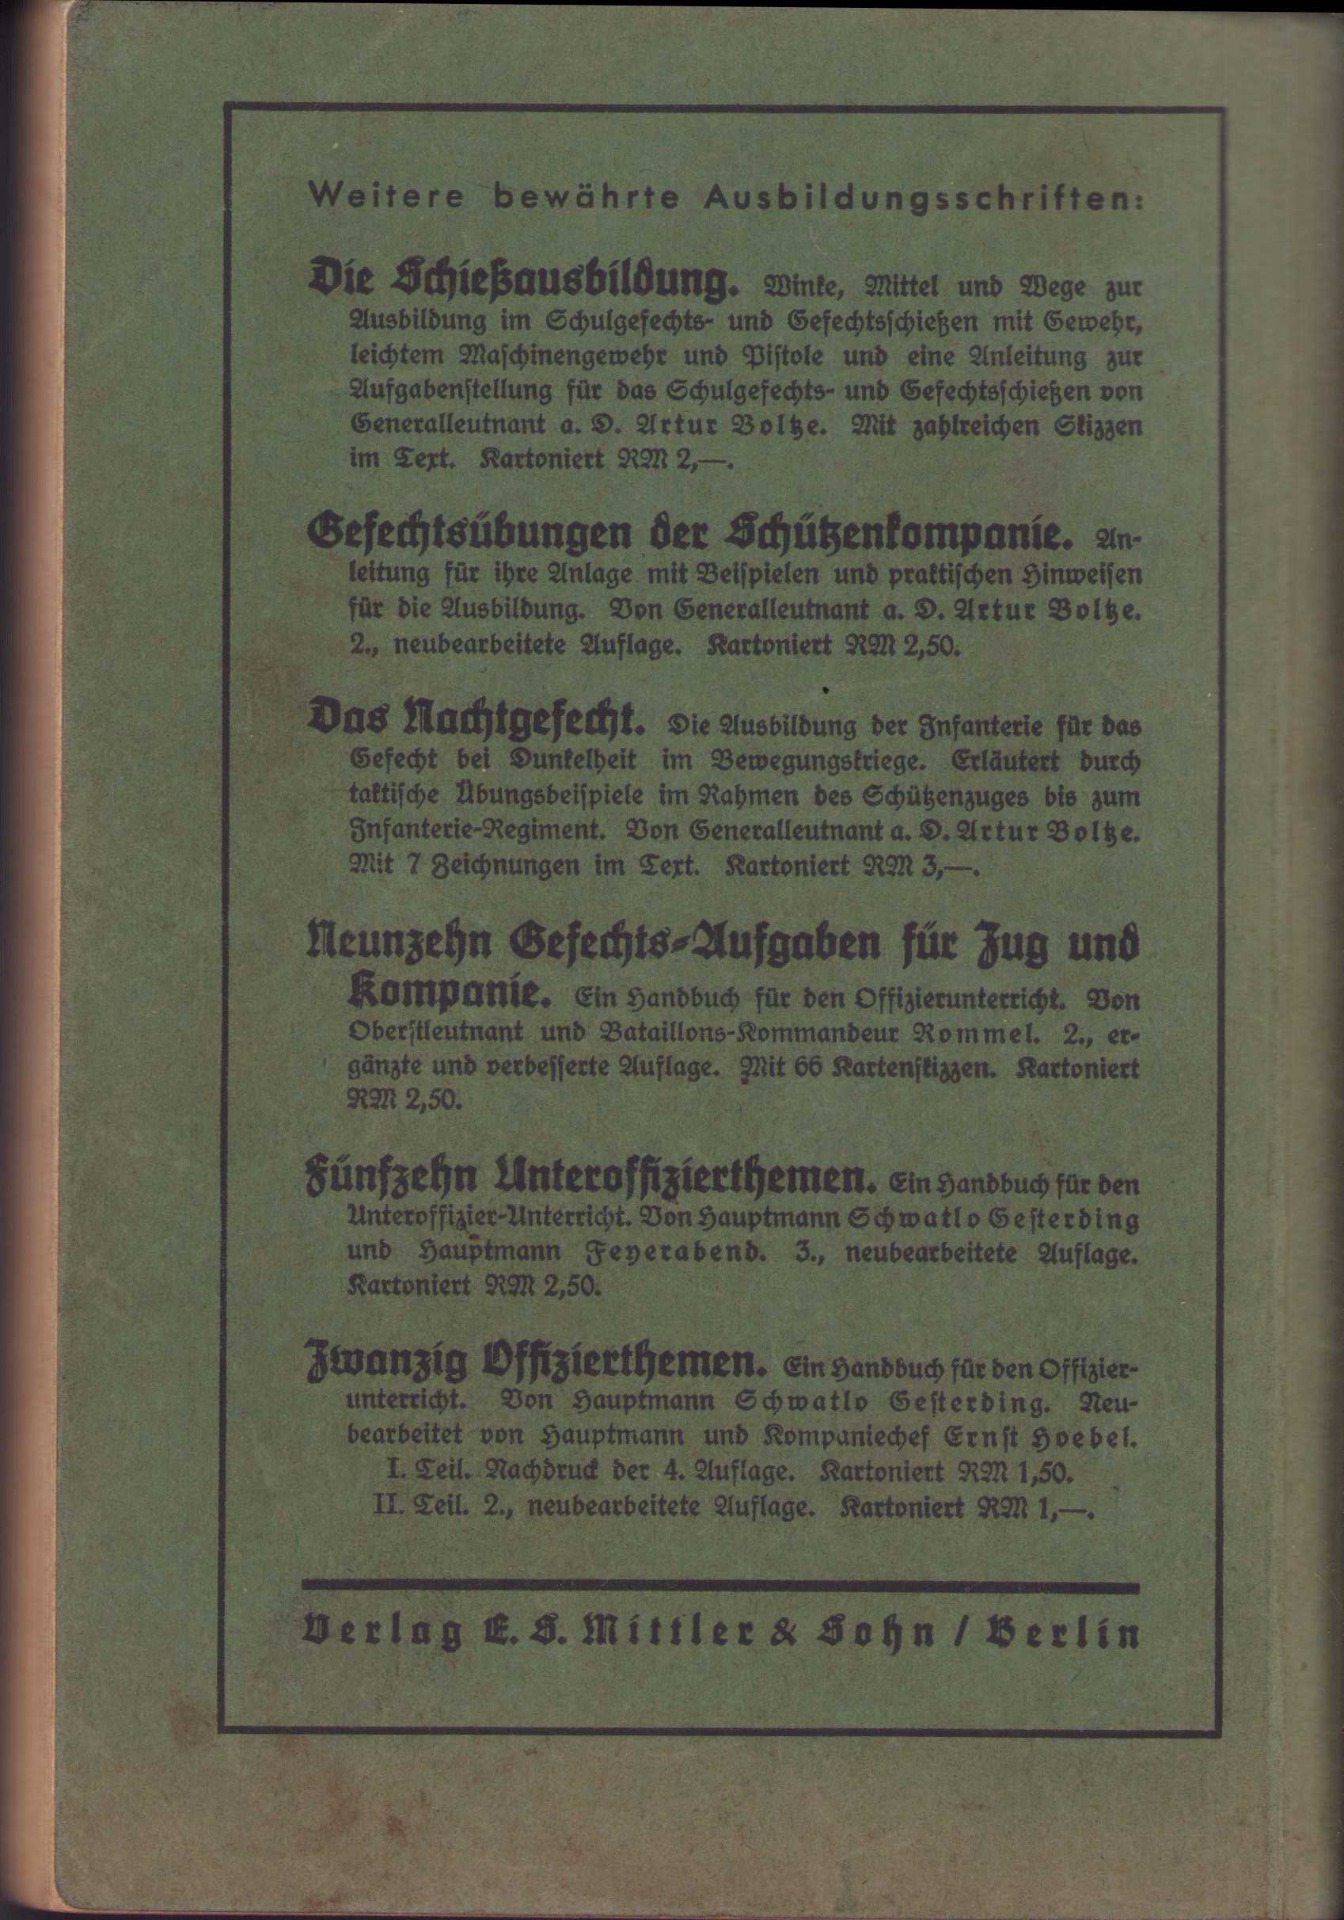 Weitere bewährte Ausbildungsschriften:
Die Schießausbildung. Winke, Mittel und Wege zur
Ausbildung im Schulgefechts- und Gefechtsschießen mit Gewehr,
leichtem Maschinengewehr und Pistole und eine Anleitung zur
Aufgabenstellung für das Schulgefechts- und Gefechtsschießen von
Generalleutnant a. D. Artur Boltze. Mit zahlreichen Skizzen
im Text. Kartoniert RM 2,—.
Gefechtsübungen der Schützenkompanie. An-
leitung für ihre Anlage mit Beispielen und praktischen Hinweisen
für die Ausbildung. Von Generalleutnant a. D. Artur Boltze.
2., neubearbeitete Auflage. Kartoniert RM 2,50.
Das Nachtgefecht. Die Ausbildung der Infanterie für das
Gefecht bei Dunkelheit im Bewegungskriege. Erläutert durch
taktische Übungsbeispiele im Rahmen des Schützenzuges bis zum
Infanterie-Regiment. Von Generalleutnant a. D. Artur Boltze.
Mit 7 Zeichnungen im Text. Kartoniert RM 3,—.
Neunzehn Gefechts-Aufgaben für Zug und
Kompanie. Ein Handbuch für den Offizierunterricht. Von
Oberstleutnant und Bataillons-Kommandeur Rommel. 2., er-
gänzte und verbesserte Auflage. Mit 66 Kartenskizzen. Kartoniert
RM 2,50.
Fünfzehn Unteroffizierthemen. Ein Handbuch für den
Unteroffizier-Unterricht. Von Hauptmann Schwatlo Gesterding
und Hauptmann Feyerabend. 3., neubearbeitete Auflage.
Kartoniert RM 2,50.
Zwanzig Offizierthemen. Ein Handbuch für den Offizier-
unterricht. Von Hauptmann Schwatlo Gesterding. Neu-
bearbeitet von Hauptmann und Kompaniechef Ernst Hoebel.
I. Teil. Nachdruck der 4. Auflage. Kartoniert RM 1,50.
II. Teil. 2., neubearbeitete Auflage. Kartoniert RM 1,—.
Verlag E. S. Mittler & Sohn / Berlin